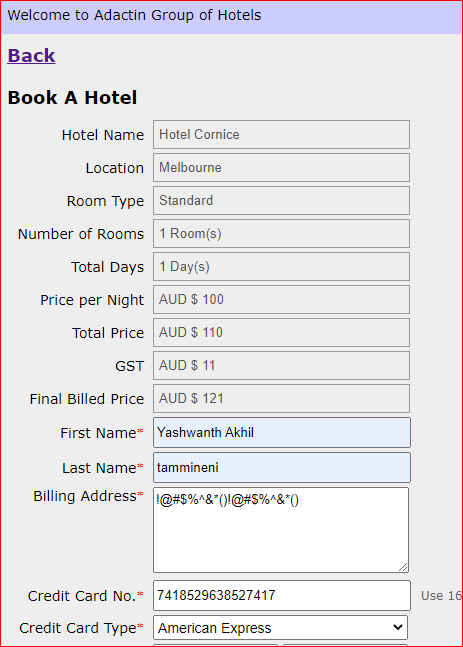 Welcome to Adactin Group of Hotels
Back
Book A Hotel
Hotel Name Hotel Cornice
Location Melbourne
Room Type Standard
Number of Rooms 1 Room(s)
Total Days 1 Day(s)
Price per Night AUD $ 100
Total Price AUD $ 110
GST AUD $ 11
Final Billed Price AUD $ 121
First Name* Yashwanth Akhil
Last Name* tammineni
Billing Address* !@#$%^&*()!@#$%^&*()
Credit Card No.* 7418529638527417 Use 16
Credit Card Type* American Express